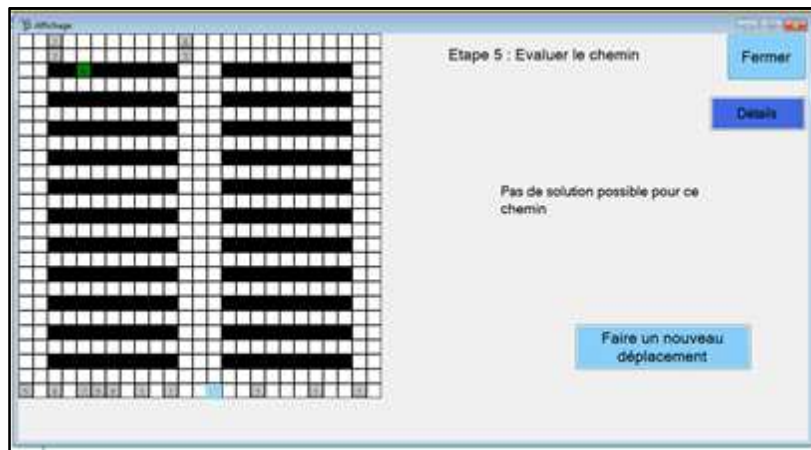 Affichage
Etape 5 : Evaluer le chemin
Fermer
Détails
Pas de solution possible pour ce
chemin
Faire un nouveau
déplacement